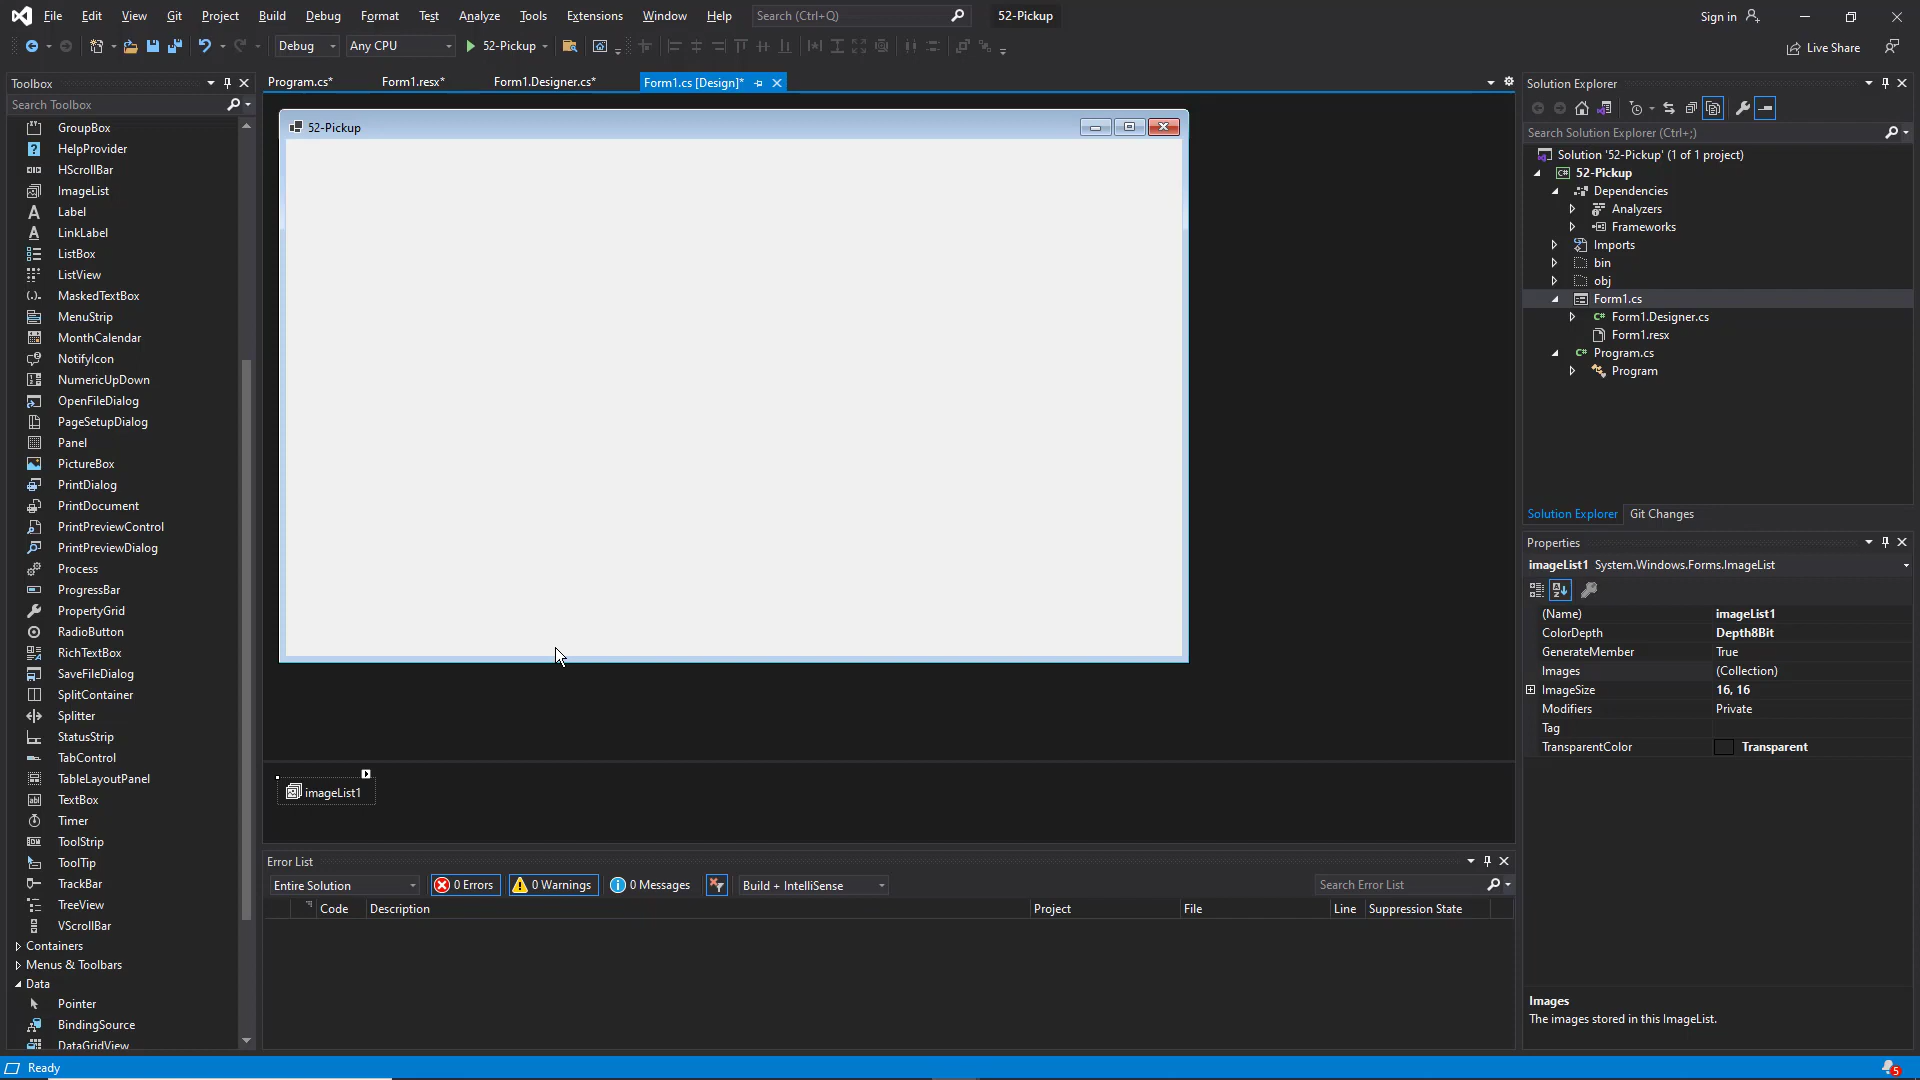 File Edit View Git Project Build Debug Format Test Analyze Tools Extensions Window Help Search (Ctrl+Q) 52-Pickup Sign in
Debug Any CPU 52-Pickup Live Share
Toolbox
Search Toolbox
GroupBox
HelpProvider
HScrollBar
ImageList
Label
LinkLabel
ListBox
ListView
MaskedTextBox
MenuStrip
MonthCalendar
NotifyIcon
NumericUpDown
OpenFileDialog
PageSetupDialog
Panel
PictureBox
PrintDialog
PrintDocument
PrintPreviewControl
PrintPreviewDialog
Process
ProgressBar
PropertyGrid
RadioButton
RichTextBox
SaveFileDialog
SplitContainer
Splitter
StatusStrip
TabControl
TableLayoutPanel
TextBox
Timer
ToolStrip
ToolTip
TrackBar
TreeView
VScrollBar
Containers
Menus & Toolbars
Data
Pointer
BindingSource
DataGridView
Program.cs* Form1.resx* Form1.Designer.cs* Form1.cs [Design]*
52-Pickup
imageList1
Error List
Entire Solution 0 Errors 0 Warnings 0 Messages Build + IntelliSense Search Error List
Code Description Project File Line Suppression State
Solution Explorer
Search Solution Explorer (Ctrl+;)
Solution '52-Pickup' (1 of 1 project)
C# 52-Pickup
Dependencies
Analyzers
Frameworks
Imports
bin
obj
Form1.cs
C# Form1.Designer.cs
Form1.resx
C# Program.cs
Program
Solution Explorer Git Changes
Properties
imageList1 System.Windows.Forms.ImageList
(Name) imageList1
ColorDepth Depth8Bit
GenerateMember True
Images (Collection)
ImageSize 16, 16
Modifiers Private
Tag
TransparentColor Transparent
Images
The images stored in this ImageList.
Ready 5